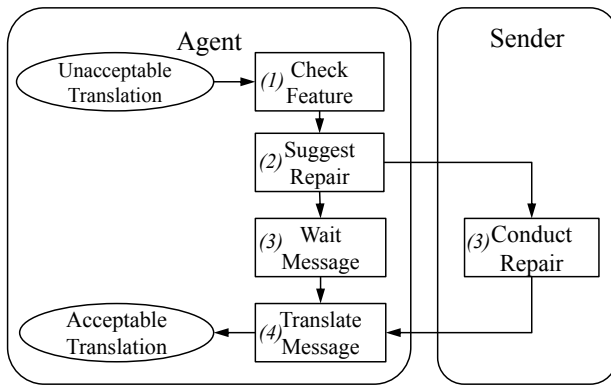 Agent
Sender
Unacceptable
Translation
(1) Check
Feature
(2) Suggest
Repair
(3) Wait
Message
(3) Conduct
Repair
Acceptable
Translation
(4) Translate
Message